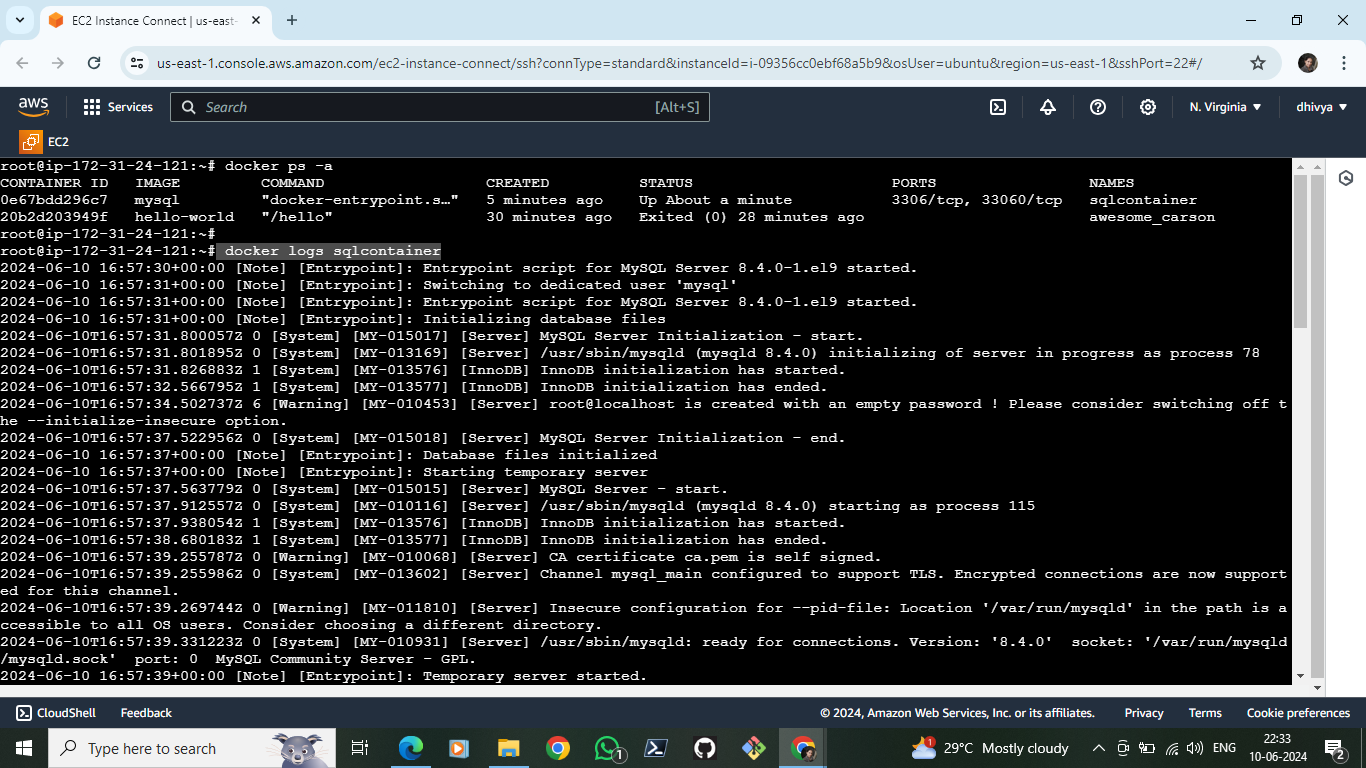 EC2 Instance Connect | us-east-
us-east-1.console.aws.amazon.com/ec2-instance-connect/ssh?connType=standard&instanceId=i-09356cc0ebf68a5b9&osUser=ubuntu&region=us-east-1&sshPort=22#/
aws Services Search [Alt+S] N. Virginia dhivya
EC2
root@ip-172-31-24-121:~# docker ps -a
CONTAINER ID IMAGE COMMAND CREATED STATUS PORTS NAMES
0e67bdd296c7 mysql "docker-entrypoint.s…" 5 minutes ago Up About a minute 3306/tcp, 33060/tcp sqlcontainer
20b2d203949f hello-world "/hello" 30 minutes ago Exited (0) 28 minutes ago awesome_carson
root@ip-172-31-24-121:~#
root@ip-172-31-24-121:~# docker logs sqlcontainer
2024-06-10 16:57:30+00:00 [Note] [Entrypoint]: Entrypoint script for MySQL Server 8.4.0-1.el9 started.
2024-06-10 16:57:31+00:00 [Note] [Entrypoint]: Switching to dedicated user 'mysql'
2024-06-10 16:57:31+00:00 [Note] [Entrypoint]: Entrypoint script for MySQL Server 8.4.0-1.el9 started.
2024-06-10 16:57:31+00:00 [Note] [Entrypoint]: Initializing database files
2024-06-10T16:57:31.800057Z 0 [System] [MY-015017] [Server] MySQL Server Initialization - start.
2024-06-10T16:57:31.801895Z 0 [System] [MY-013169] [Server] /usr/sbin/mysqld (mysqld 8.4.0) initializing of server in progress as process 78
2024-06-10T16:57:31.826883Z 1 [System] [MY-013576] [InnoDB] InnoDB initialization has started.
2024-06-10T16:57:32.566795Z 1 [System] [MY-013577] [InnoDB] InnoDB initialization has ended.
2024-06-10T16:57:34.502737Z 6 [Warning] [MY-010453] [Server] root@localhost is created with an empty password ! Please consider switching off t
he --initialize-insecure option.
2024-06-10T16:57:37.522956Z 0 [System] [MY-015018] [Server] MySQL Server Initialization - end.
2024-06-10 16:57:37+00:00 [Note] [Entrypoint]: Database files initialized
2024-06-10 16:57:37+00:00 [Note] [Entrypoint]: Starting temporary server
2024-06-10T16:57:37.563779Z 0 [System] [MY-015015] [Server] MySQL Server - start.
2024-06-10T16:57:37.912557Z 0 [System] [MY-010116] [Server] /usr/sbin/mysqld (mysqld 8.4.0) starting as process 115
2024-06-10T16:57:37.938054Z 1 [System] [MY-013576] [InnoDB] InnoDB initialization has started.
2024-06-10T16:57:38.680183Z 1 [System] [MY-013577] [InnoDB] InnoDB initialization has ended.
2024-06-10T16:57:39.255787Z 0 [Warning] [MY-010068] [Server] CA certificate ca.pem is self signed.
2024-06-10T16:57:39.255986Z 0 [System] [MY-013602] [Server] Channel mysql_main configured to support TLS. Encrypted connections are now support
ed for this channel.
2024-06-10T16:57:39.269744Z 0 [Warning] [MY-011810] [Server] Insecure configuration for --pid-file: Location '/var/run/mysqld' in the path is a
ccessible to all OS users. Consider choosing a different directory.
2024-06-10T16:57:39.331223Z 0 [System] [MY-010931] [Server] /usr/sbin/mysqld: ready for connections. Version: '8.4.0' socket: '/var/run/mysqld
/mysqld.sock' port: 0 MySQL Community Server - GPL.
2024-06-10 16:57:39+00:00 [Note] [Entrypoint]: Temporary server started.
CloudShell Feedback © 2024, Amazon Web Services, Inc. or its affiliates. Privacy Terms Cookie preferences
Type here to search 1 1 29°C Mostly cloudy ENG 22:33
10-06-2024 2